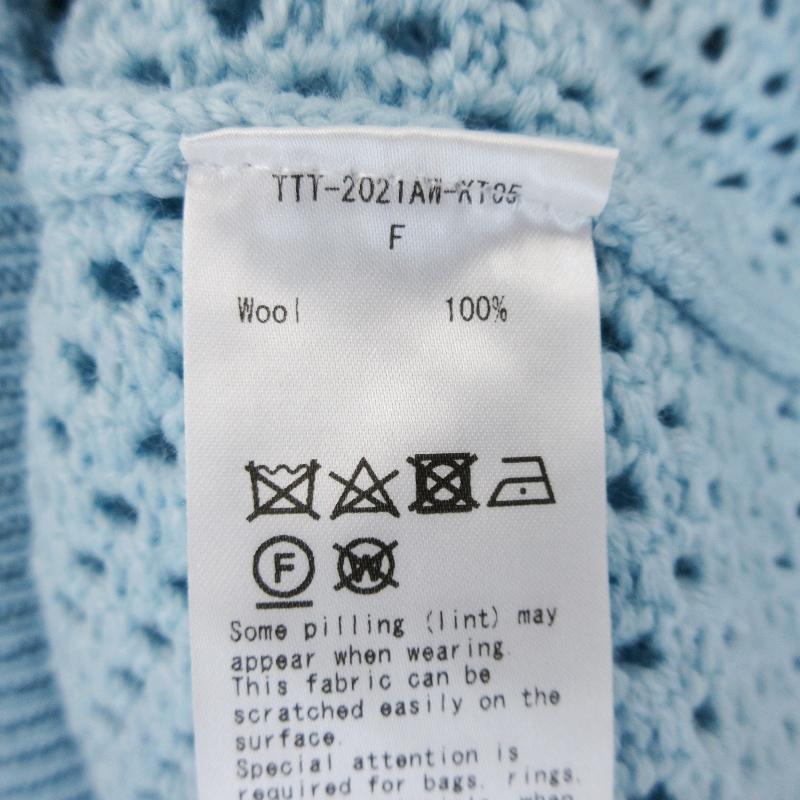 TTT-2021AW-KT05
F
Wool 100%
F
W
Some pilling (lint) may
appear when wearing.
This fabric can be
scratched easily on the
surface.
Special attention is
required for bags, rings,
when